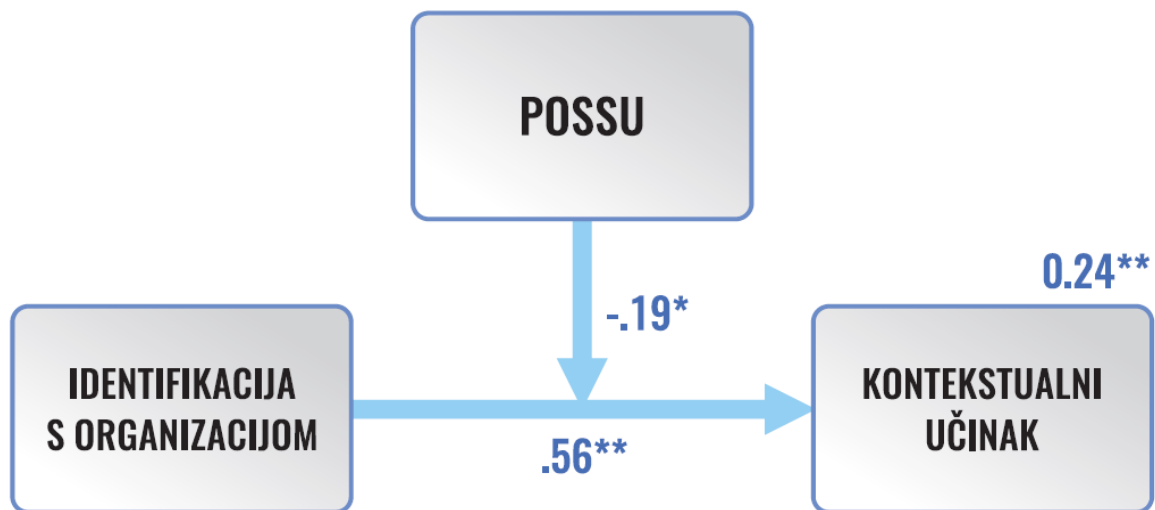 POSSU
0.24**
-.19*
IDENTIFIKACIJA
S ORGANIZACIJOM
.56**
KONTEKSTUALNI
UČINAK